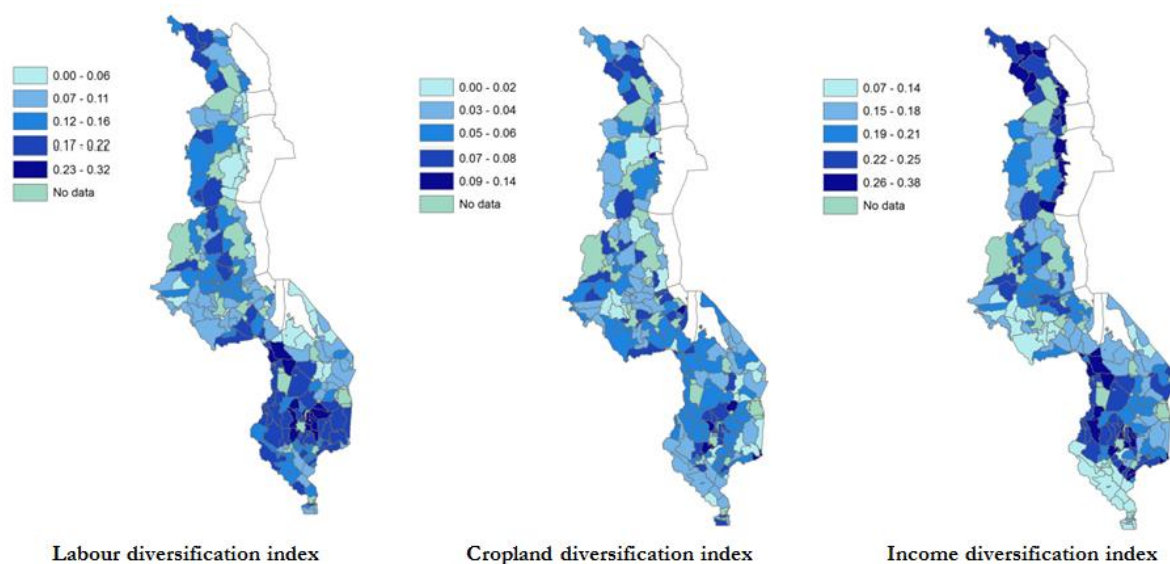 0.00 - 0.06
0.07 - 0.11
0.12 - 0.16
0.17 - 0.22
0.23 - 0.32
No data
0.00 - 0.02
0.03 - 0.04
0.05 - 0.06
0.07 - 0.08
0.09 - 0.14
No data
0.07 - 0.14
0.15 - 0.18
0.19 - 0.21
0.22 - 0.25
0.26 - 0.38
No data
Labour diversification index
Cropland diversification index
Income diversification index